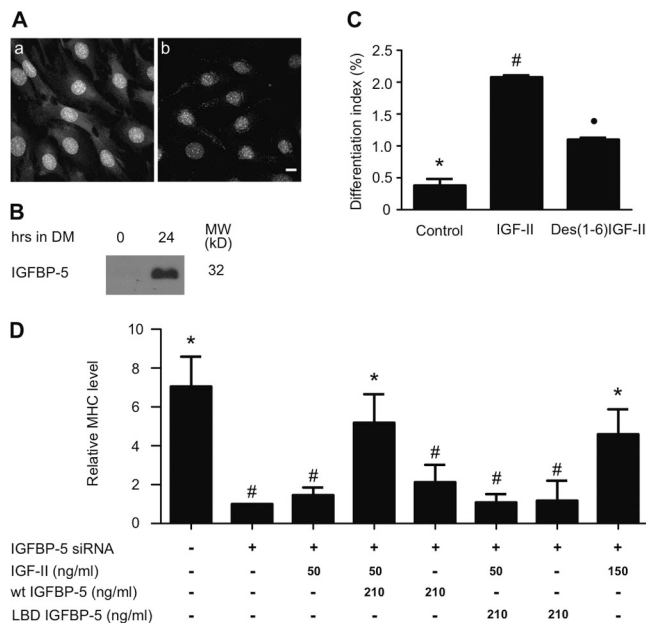 A
a
b
B
hrs in DM 0 24 MW (kD)
IGFBP-5 32
C
Differentiation index (%)
2.5
2.0
1.5
1.0
0.5
0
*
#
•
Control IGF-II Des(1-6)IGF-II
D
Relative MHC level
10
8
6
4
2
0
* # # * # # # *
IGFBP-5 siRNA - + + + + + + +
IGF-II (ng/ml) - - 50 50 - 50 - 150
wt IGFBP-5 (ng/ml) - - - 210 210 - - -
LBD IGFBP-5 (ng/ml) - - - - - 210 210 -